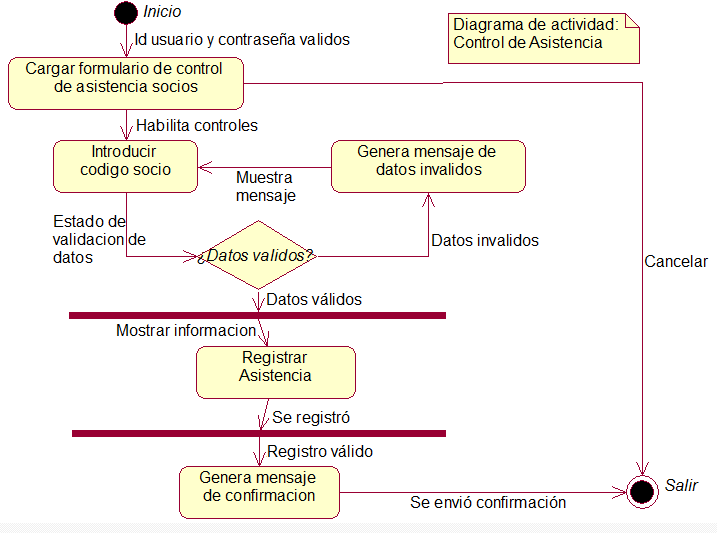 Inicio
Diagrama de actividad:
Control de Asistencia
Id usuario y contraseña validos
Cargar formulario de control
de asistencia socios
Habilita controles
Introducir
codigo socio
Genera mensaje de
datos invalidos
Muestra
mensaje
Estado de
validacion de
datos
¿Datos validos?
Datos invalidos
Cancelar
Datos válidos
Mostrar informacion
Registrar
Asistencia
Se registró
Registro válido
Genera mensaje
de confirmacion
Se envió confirmación
Salir